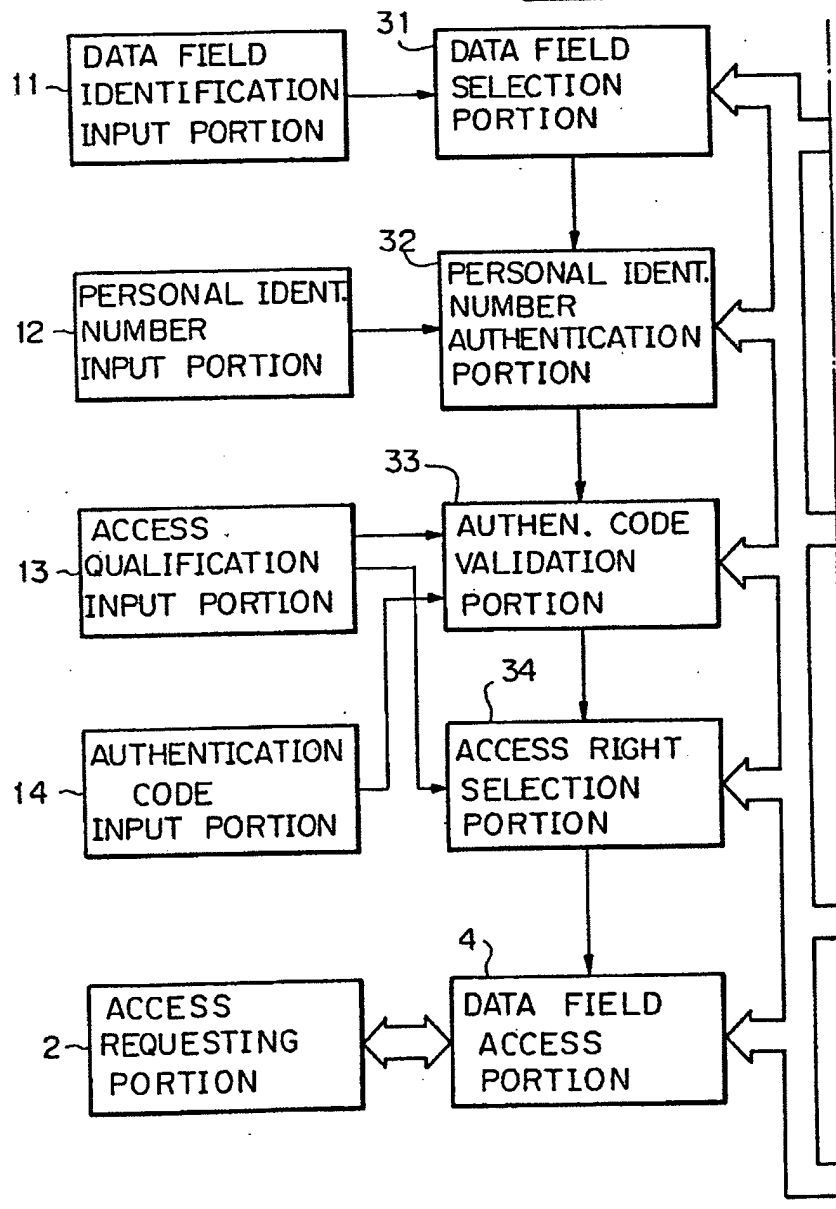 31
11
DATA FIELD
IDENTIFICATION
INPUT PORTION
DATA FIELD
SELECTION
PORTION
32
12
PERSONAL IDENT.
NUMBER
INPUT PORTION
PERSONAL IDENT.
NUMBER
AUTHENTICATION
PORTION
33
13
ACCESS
QUALIFICATION
INPUT PORTION
AUTHEN. CODE
VALIDATION
PORTION
34
14
AUTHENTICATION
CODE
INPUT PORTION
ACCESS RIGHT
SELECTION
PORTION
4
2
ACCESS
REQUESTING
PORTION
DATA FIELD
ACCESS
PORTION